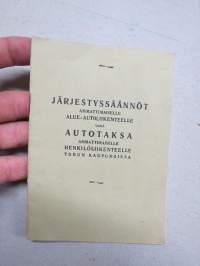 JÄRJESTYSSÄÄNNÖT
AMMATTIMAISELLE
ALUE-AUTOLIIKENTEELLE
SEKÄ
AUTOTAKSA
AMMATTIMAISELLE
HENKILÖLIIKENTEELLE
TURUN KAUPUNGISSA